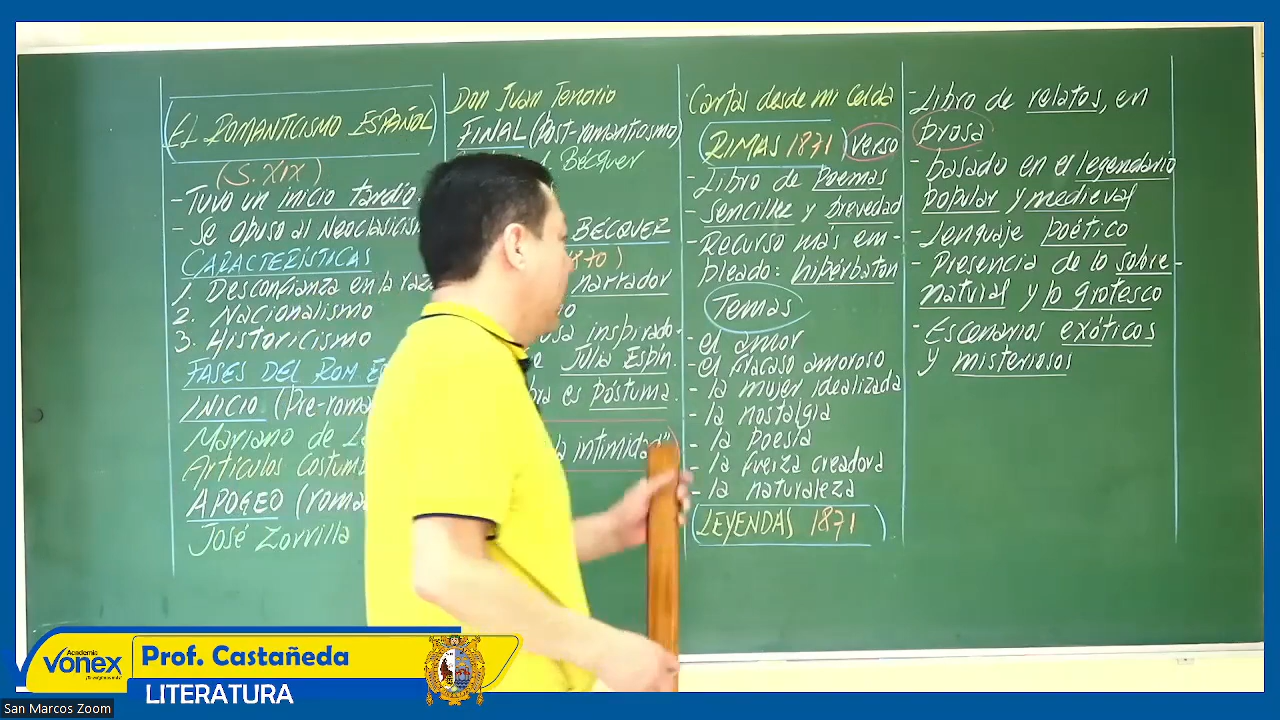 EL ROMANTICISMO ESPAÑOL
(S. XIX)
- Tuvo un inicio tardío
- Se opuso al Neoclasicism
CARACTERÍSTICAS
1. Desconfianza en la raz
2. Nacionalismo
3. Historicismo
FASES DEL ROM E
INICIO (Pre-roma
Mariano de La
Artículos costum
APOGEO (roma
José Zorrilla
Don Juan Tenorio
FINAL (Post-romanticismo)
Bécquer
BÉCQUER
870)
narrador
inspirado-
Julia Espín.
es póstuma.
la intimidad")
Cartas desde mi celda
RIMAS 1871) verso
- Libro de poemas
- sencillez y brevedad
- Recurso más em-
pleado: hipérbaton
Temas
- el amor
- el fracaso amoroso
- la mujer idealizada
- la nostalgia
- la poesía
- la fuerza creadora
- la naturaleza
(LEYENDAS 1871 )
- Libro de relatos, en
prosa
- basado en el legendario
popular y medieval
- Lenguaje poético
- Presencia de lo sobre-
natural y lo grotesco
- Escenarios exóticos
y misteriosos
Academia
vonex
Prof. Castañeda
LITERATURA
San Marcos Zoom